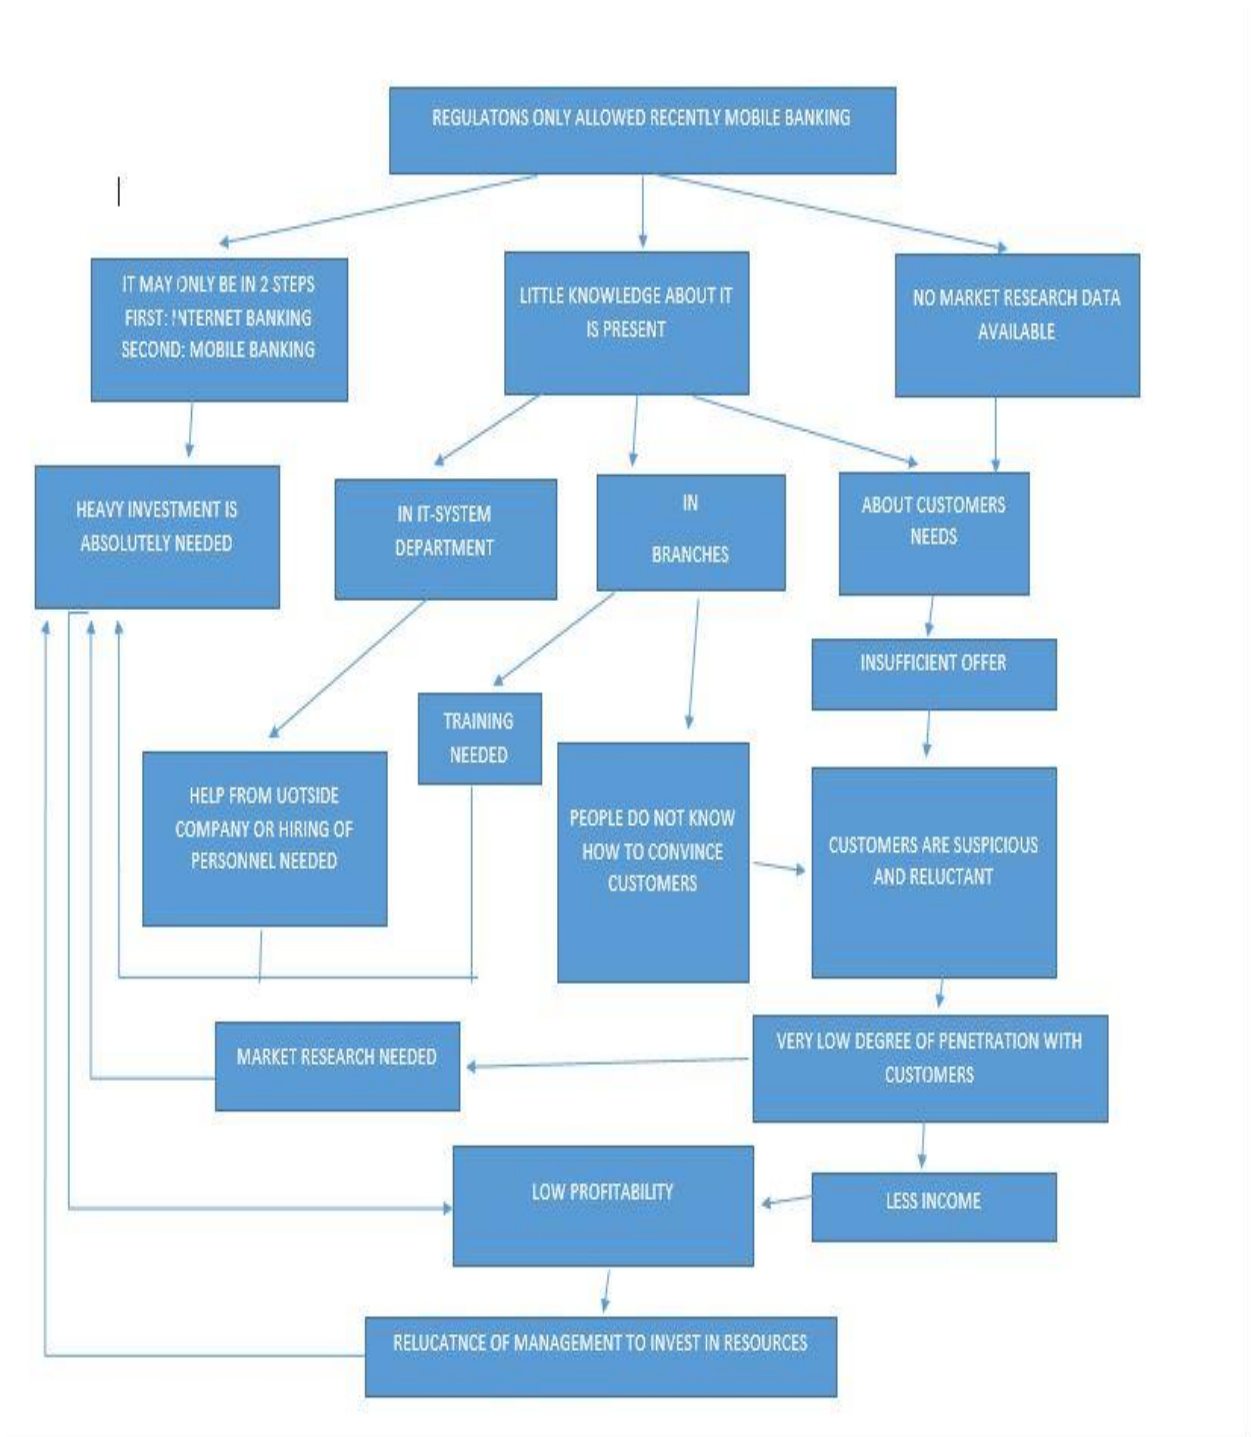 REGULATONS ONLY ALLOWED RECENTLY MOBILE BANKING
IT MAY ONLY BE IN 2 STEPS
FIRST: INTERNET BANKING
SECOND: MOBILE BANKING
LITTLE KNOWLEDGE ABOUT IT
IS PRESENT
NO MARKET RESEARCH DATA
AVAILABLE
HEAVY INVESTMENT IS
ABSOLUTELY NEEDED
IN IT-SYSTEM
DEPARTMENT
IN
BRANCHES
ABOUT CUSTOMERS
NEEDS
INSUFFICIENT OFFER
TRAINING
NEEDED
HELP FROM UOTSIDE
COMPANY OR HIRING OF
PERSONNEL NEEDED
PEOPLE DO NOT KNOW
HOW TO CONVINCE
CUSTOMERS
CUSTOMERS ARE SUSPICIOUS
AND RELUCTANT
MARKET RESEARCH NEEDED
VERY LOW DEGREE OF PENETRATION WITH
CUSTOMERS
LOW PROFITABILITY
LESS INCOME
RELUCATNCE OF MANAGEMENT TO INVEST IN RESOURCES